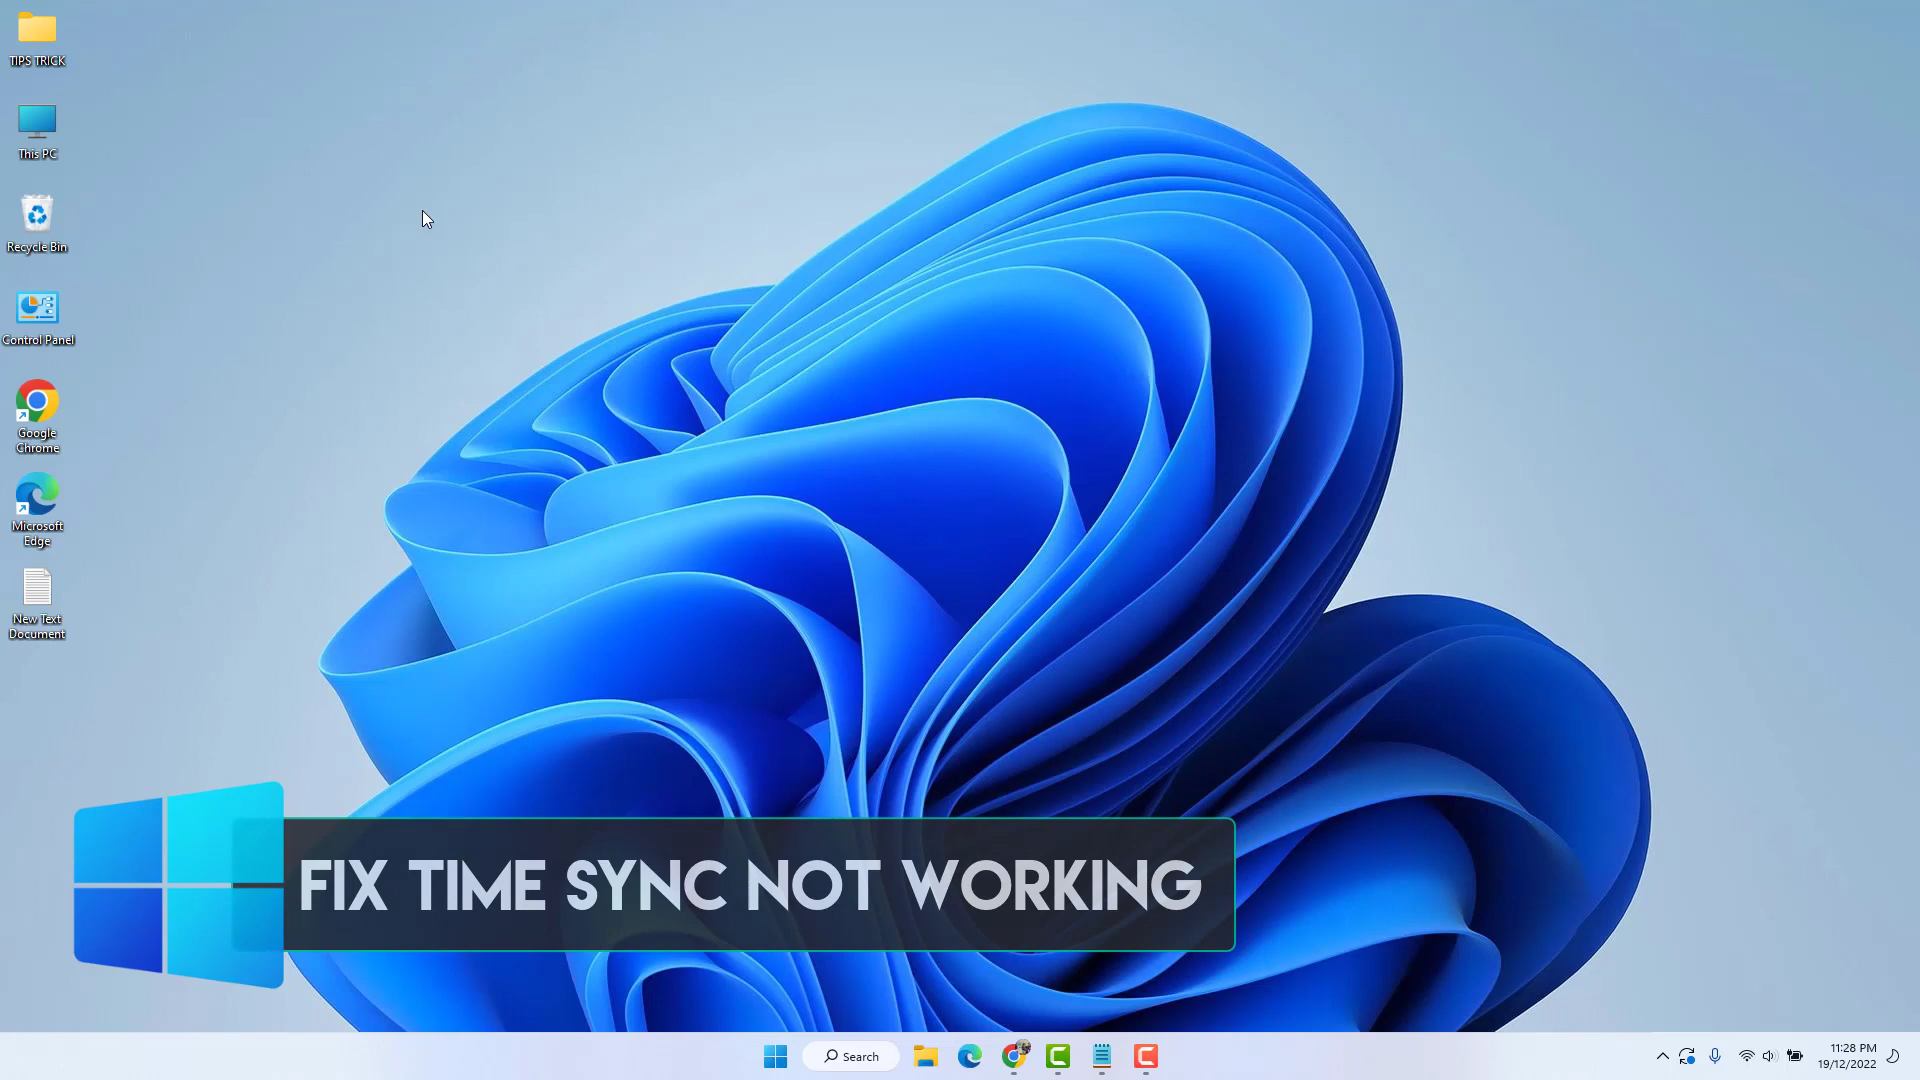 TIPS TRICK
This PC
Recycle Bin
Control Panel
Google
Chrome
Microsoft
Edge
New Text
Document
FIX TIME SYNC NOT WORKING
Search
11:28 PM
19/12/2022